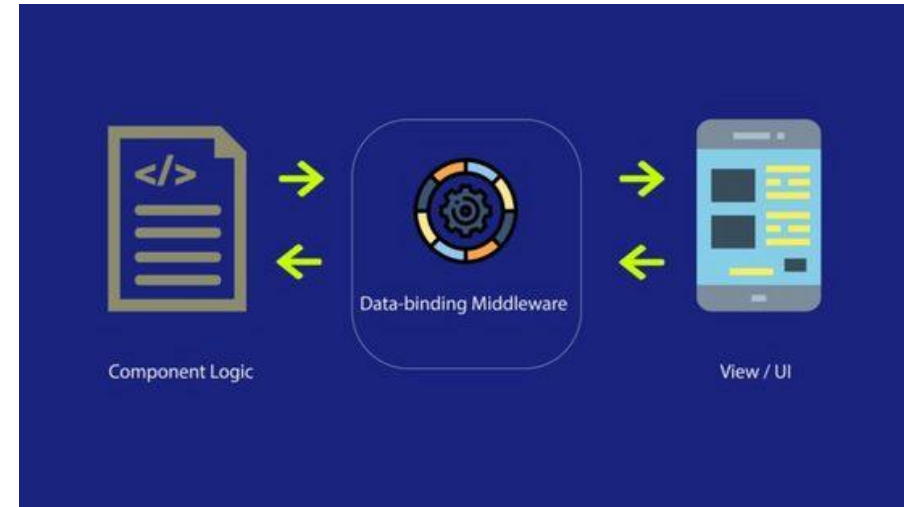 </>
Data-binding Middleware
Component Logic
View / UI